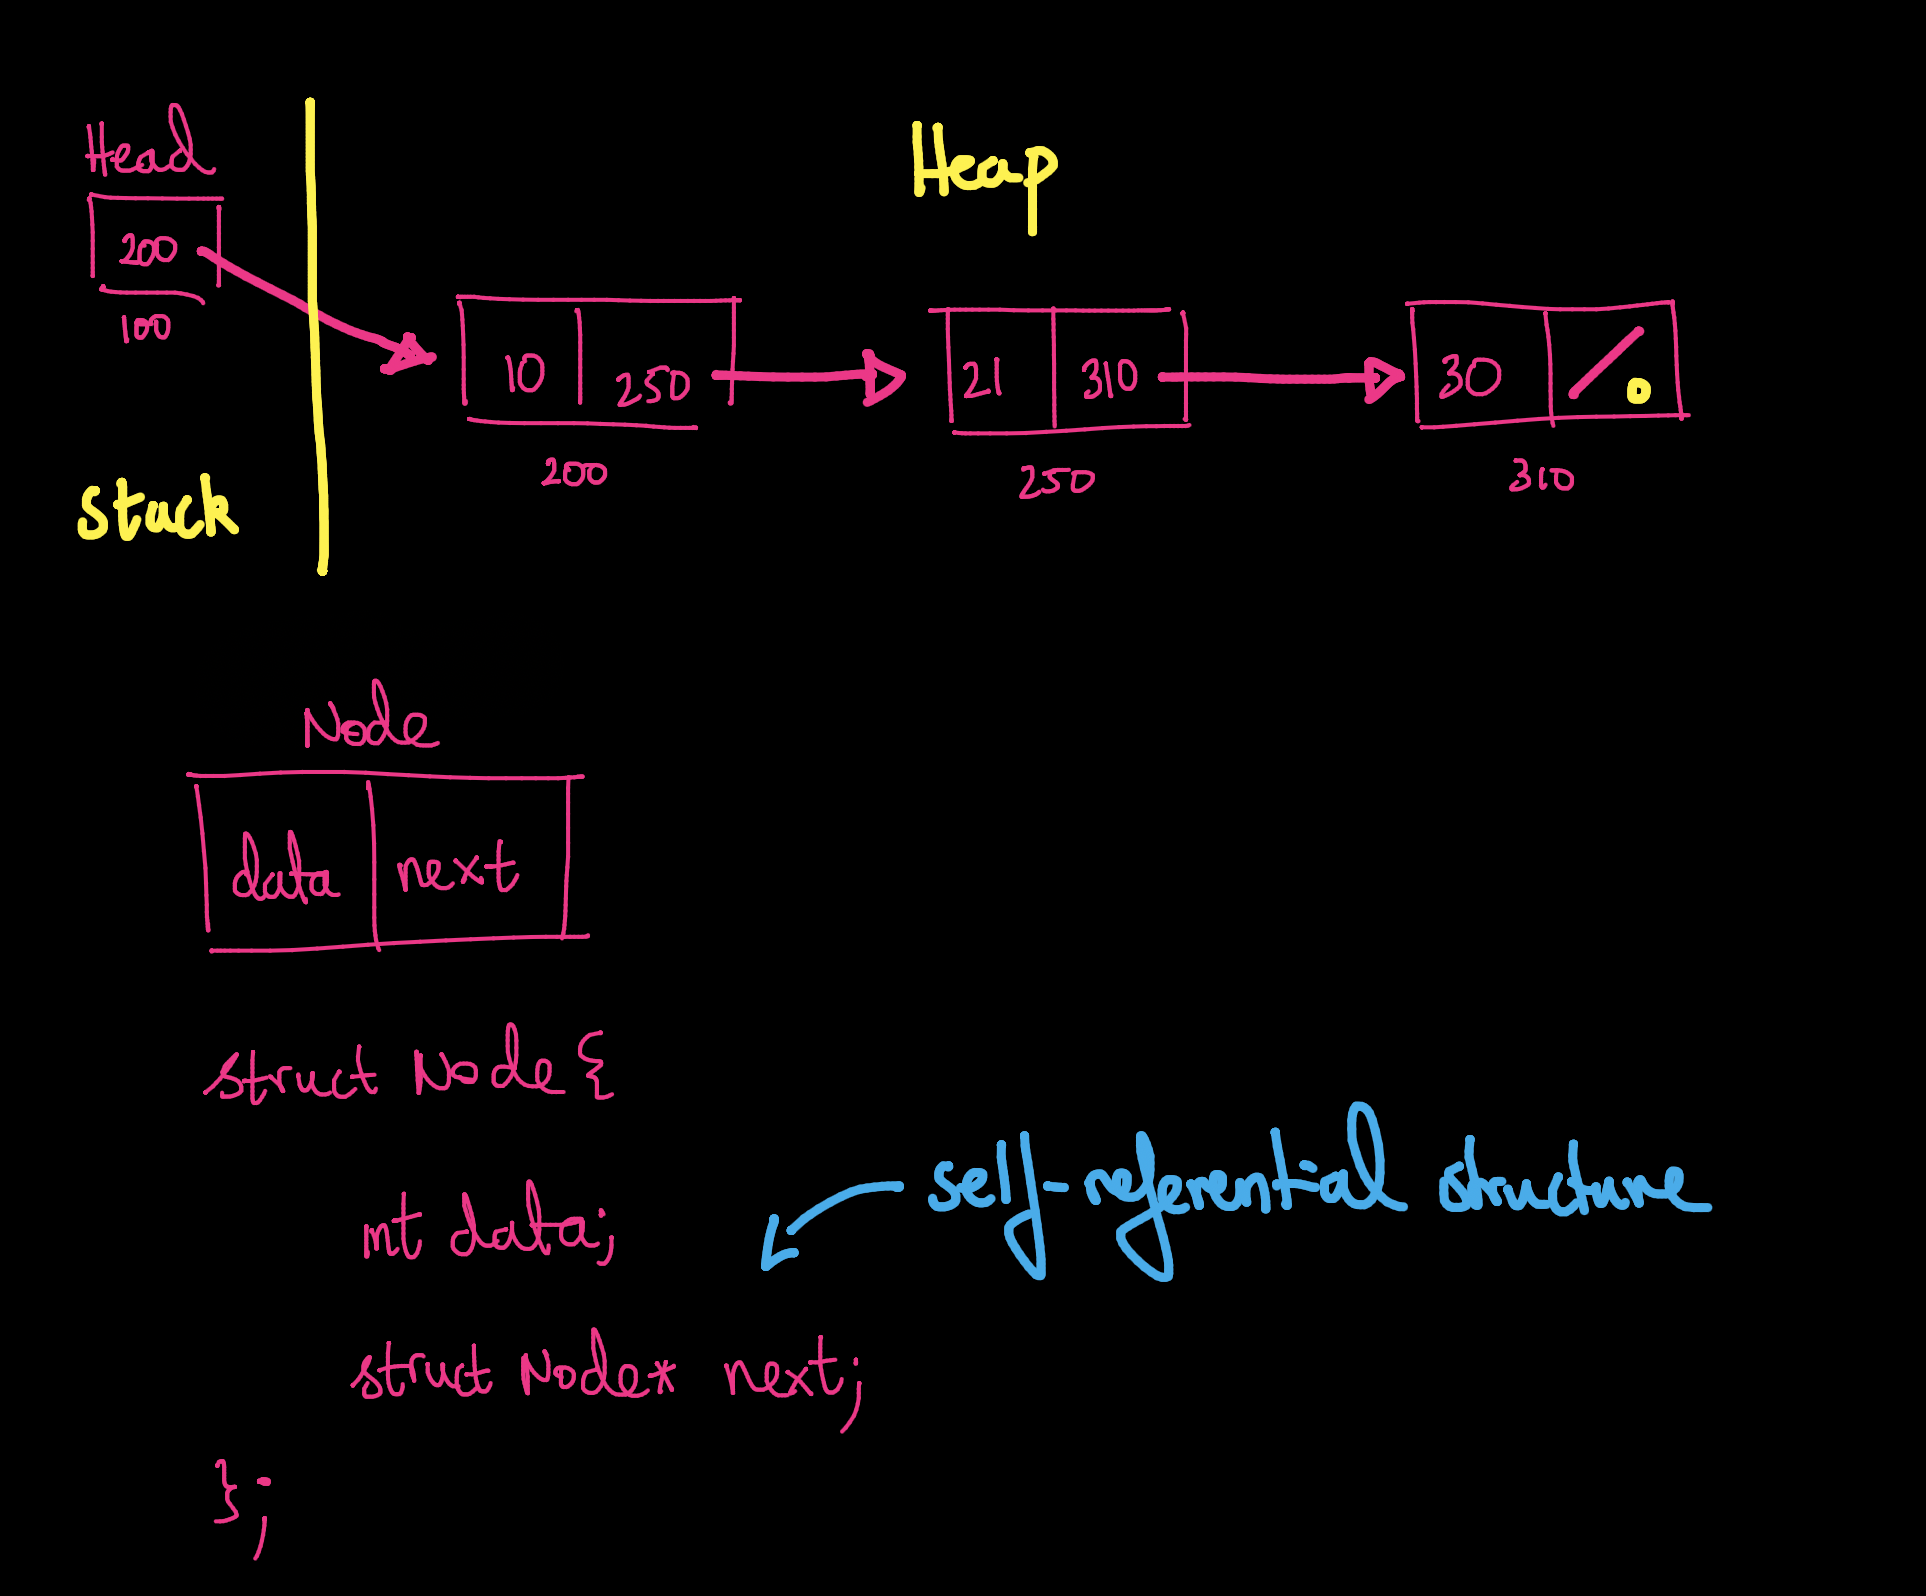 Head
Heap
200
100
10 250
21 310
30 0
200
250
310
Stack
Node
data next
struct Node {
int data;
self-referential structure
struct Node* next;
};